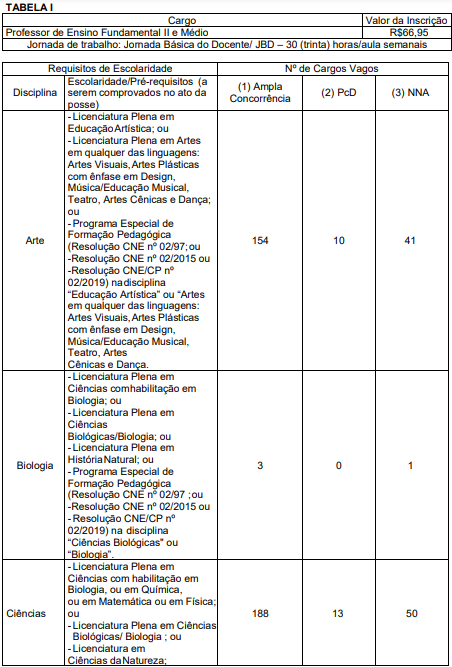 TABELA I
Cargo Valor da Inscrição
Professor de Ensino Fundamental II e Médio R$66,95
Jornada de trabalho: Jornada Básica do Docente/ JBD – 30 (trinta) horas/aula semanais
Requisitos de Escolaridade Nº de Cargos Vagos
Disciplina
Escolaridade/Pré-requisitos (a
serem comprovados no ato da
posse)
(1) Ampla
Concorrência
(2) PcD
(3) NNA
Arte
- Licenciatura Plena em
EducaçãoArtística; ou
- Licenciatura Plena em Artes
em qualquer das linguagens:
Artes Visuais, Artes Plásticas
com ênfase em Design,
Música/Educação Musical,
Teatro, Artes Cênicas e Dança;
ou
- Programa Especial de
Formação Pedagógica
(Resolução CNE nº 02/97; ou
-Resolução CNE nº 02/2015 ou
-Resolução CNE/CP nº
02/2019) nadisciplina
“Educação Artística” ou “Artes
em qualquer das linguagens:
Artes Visuais, Artes Plásticas
com ênfase em Design,
Música/Educação Musical,
Teatro, Artes
Cênicas e Dança.
154 10 41
Biologia
- Licenciatura Plena em
Ciências comhabilitação em
Biologia; ou
- Licenciatura Plena em
Ciências
Biológicas/Biologia; ou
- Licenciatura Plena em
HistóriaNatural; ou
- Programa Especial de
Formação Pedagógica
(Resolução CNE nº 02/97 ; ou
-Resolução CNE nº 02/2015 ou
-Resolução CNE/CP nº
02/2019) na disciplina
“Ciências Biológicas" ou
“Biologia”.
3 0 1
Ciências
- Licenciatura Plena em
Ciências com habilitação em
Biologia, ou em Química,
ou em Matemática ou em Física;
ou
- Licenciatura Plena em Ciências
Biológicas/ Biologia ; ou
- Licenciatura em
Ciências daNatureza;
188 13 50